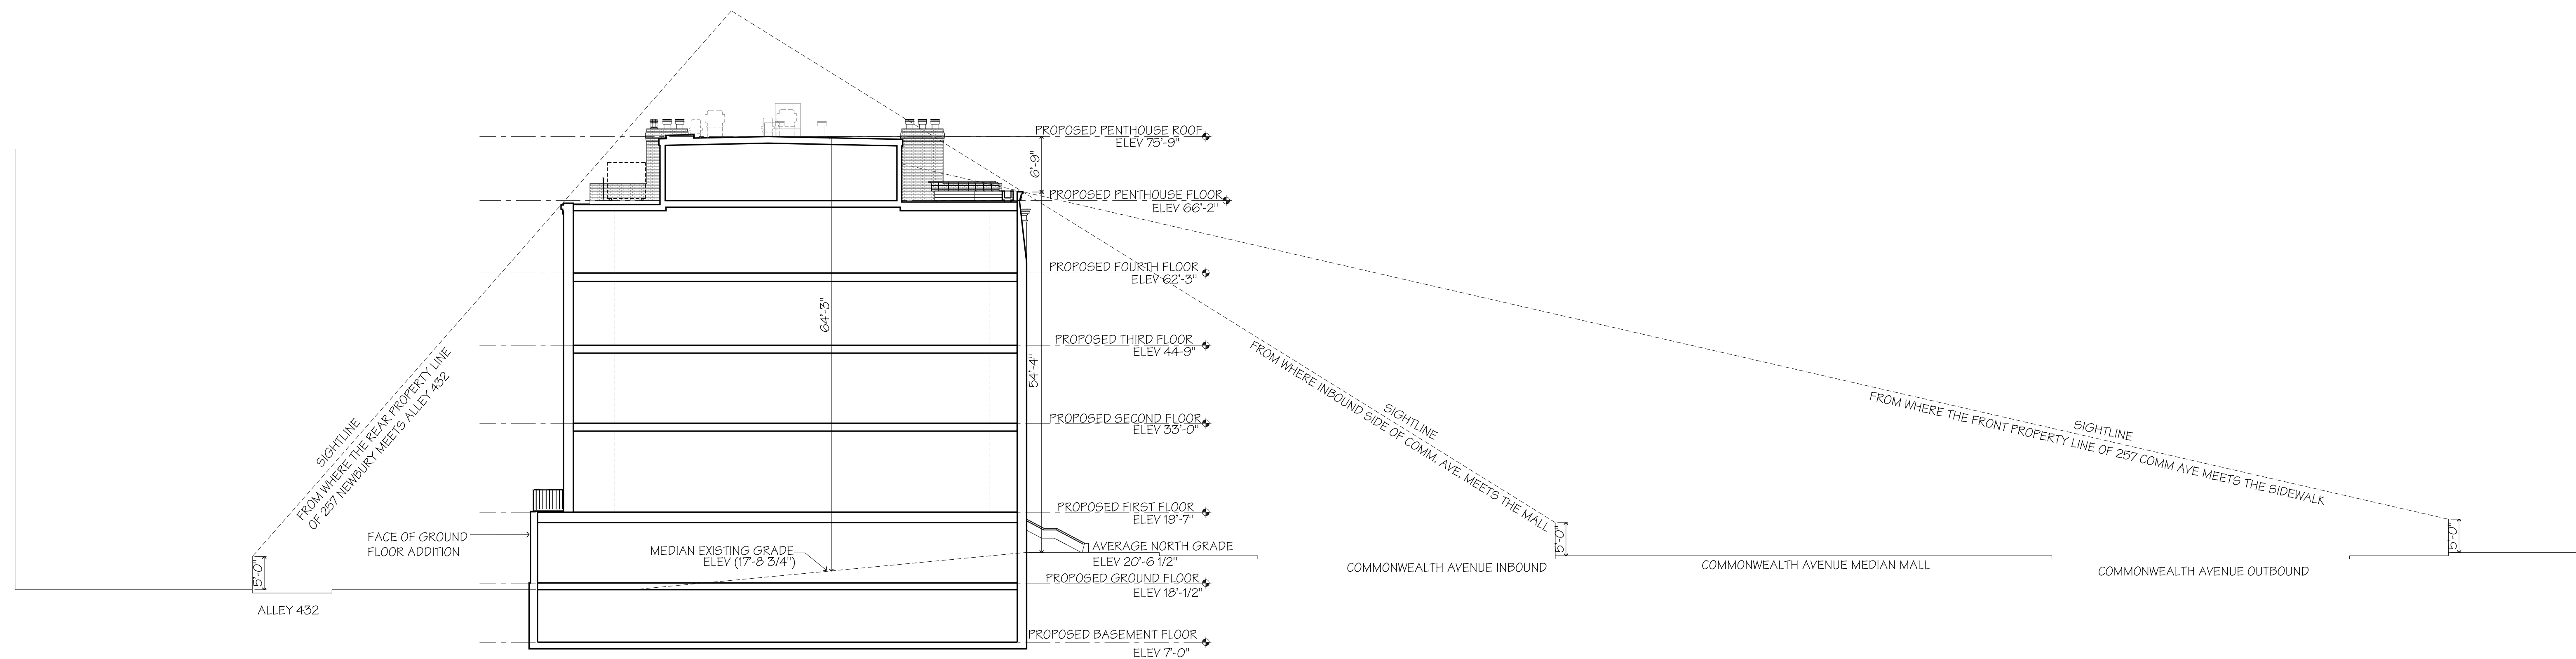 PROPOSED PENTHOUSE ROOF
ELEV 75'-9"
6'-9"
PROPOSED PENTHOUSE FLOOR
ELEV 66'-2"
PROPOSED FOURTH FLOOR
ELEV 62'-3"
64'-3"
PROPOSED THIRD FLOOR
ELEV 44-9"
54'-4"
PROPOSED SECOND FLOOR
ELEV 33'-0"
PROPOSED FIRST FLOOR
ELEV 19'-7"
SIGHTLINE
FROM WHERE THE REAR PROPERTY LINE
OF 257 NEWBURY MEETS ALLEY 432
SIGHTLINE
FROM WHERE INBOUND SIDE OF COMM. AVE. MEETS THE MALL
SIGHTLINE
FROM WHERE THE FRONT PROPERTY LINE OF 257 COMM AVE MEETS THE SIDEWALK
FACE OF GROUND
FLOOR ADDITION
MEDIAN EXISTING GRADE
ELEV (17'-8 3/4")
AVERAGE NORTH GRADE
ELEV 20'-6 1/2"
PROPOSED GROUND FLOOR
ELEV 18'-1/2"
PROPOSED BASEMENT FLOOR
ELEV 7'-0"
5'-0"
ALLEY 432
5'-0"
COMMONWEALTH AVENUE INBOUND
COMMONWEALTH AVENUE MEDIAN MALL
COMMONWEALTH AVENUE OUTBOUND
5'-0"